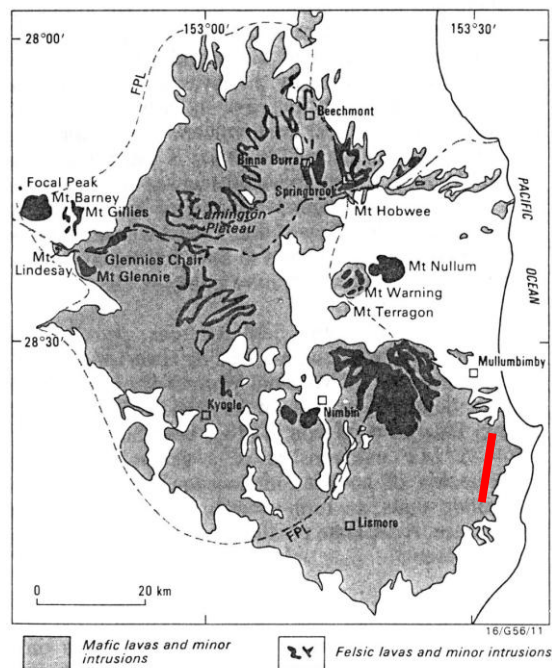 153°00'
153°30'
28°00'
FPL
Beechmont
Binna Burra
Focal Peak
Mt Barney
Mt Gillies
Springbrook
Lamington
Plateau
Mt Hobwee
PACIFIC
OCEAN
Mt
Lindesay
Glennies Chair
Mt Glennie
Mt Nullum
Mt Warning
Mt Terragon
28°30'
Mullumbimby
Kyogle
Nimbin
FPL
Lismore
0
20 km
16/G56/11
Mafic lavas and minor
intrusions
Felsic lavas and minor intrusions